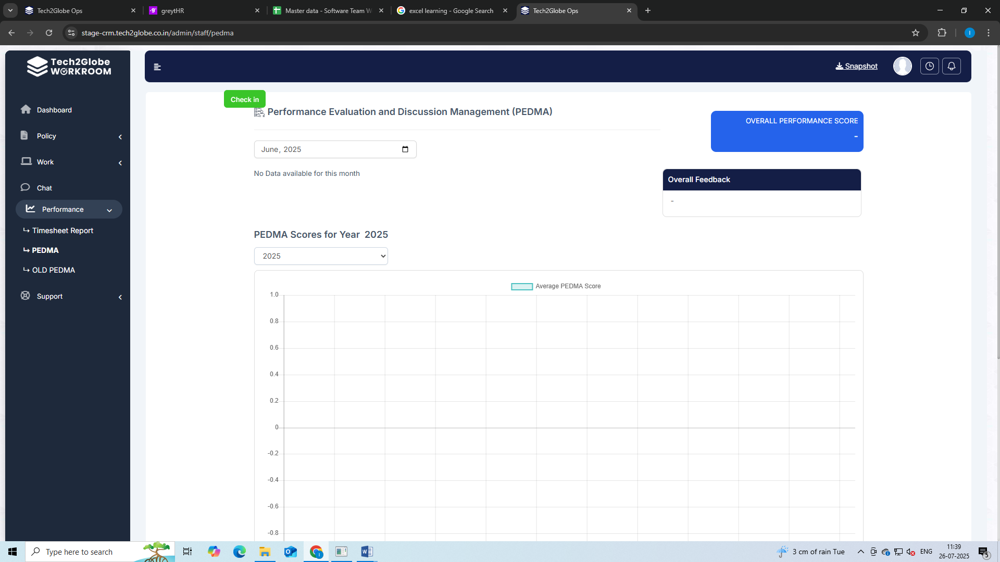 Tech2Globe Ops
greytHR
Master data - Software Team W
excel learning - Google Search
Tech2Globe Ops
stage-crm.tech2globe.co.in/admin/staff/pedma
I
Tech2Globe
WORKROOM
Snapshot
Check in
Dashboard
Policy
Work
Chat
Performance
Timesheet Report
PEDMA
OLD PEDMA
Support
Performance Evaluation and Discussion Management (PEDMA)
June, 2025
No Data available for this month
OVERALL PERFORMANCE SCORE
-
Overall Feedback
-
PEDMA Scores for Year 2025
2025
Average PEDMA Score
1.0
0.8
0.6
0.4
0.2
0
-0.2
-0.4
-0.6
-0.8
Type here to search
3 cm of rain Tue
ENG
11:39
26-07-2025
5